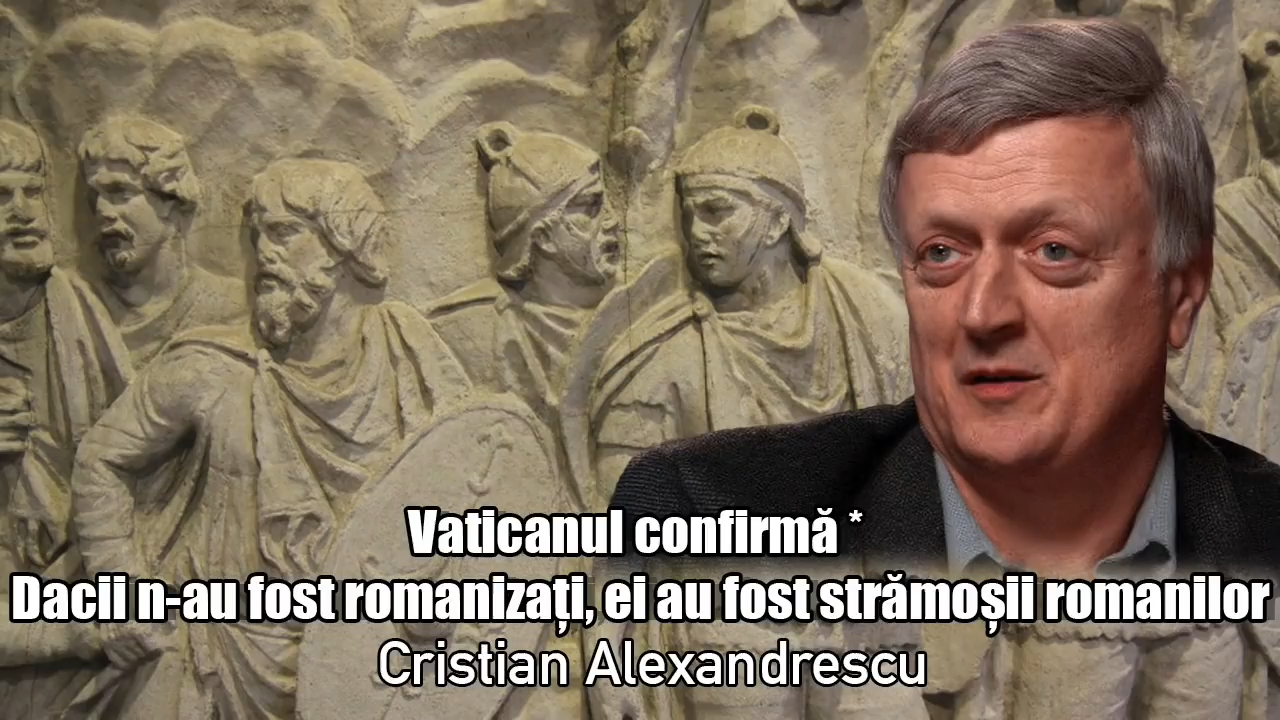 Vaticanul confirmă *
Dacii n-au fost romanizați, ei au fost strămoșii romanilor
Cristian Alexandrescu